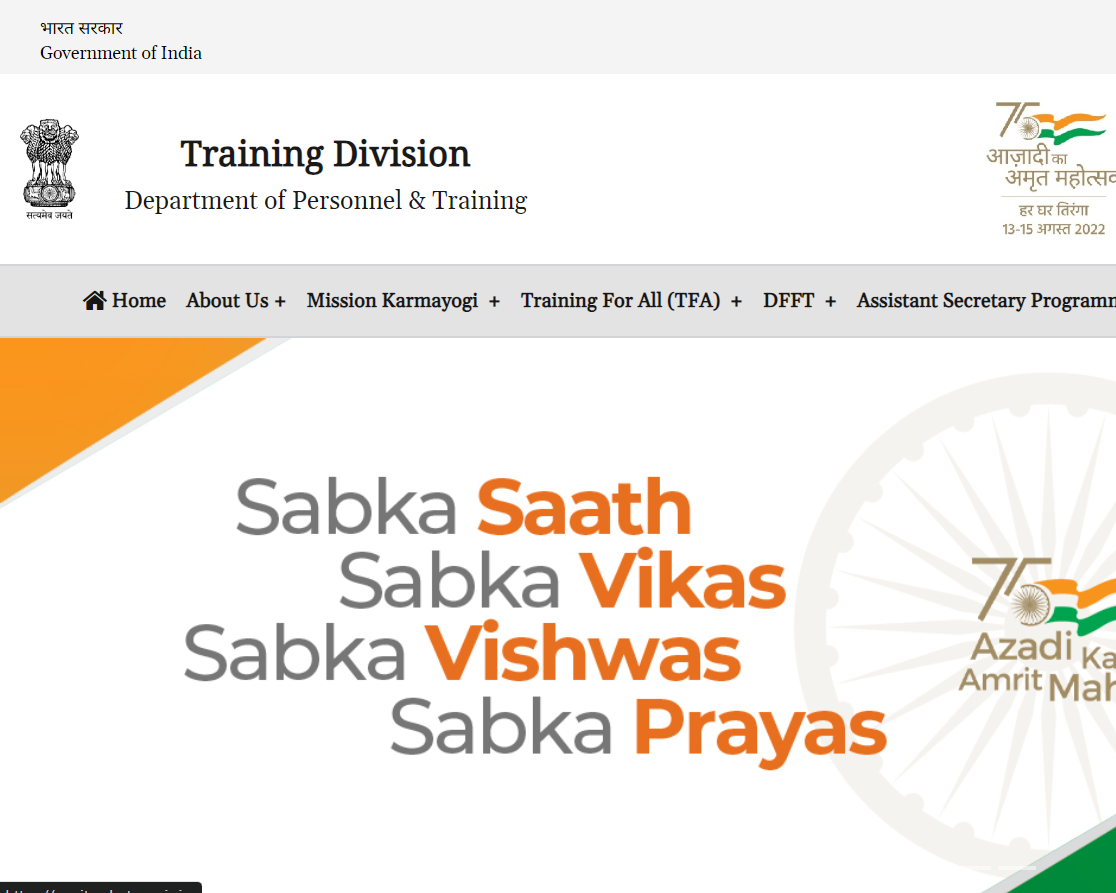 भारत सरकार
Government of India
सत्यमेव जयते
Training Division
Department of Personnel & Training
75
आज़ादी का
अमृत महोत्सव
हर घर तिरंगा
13-15 अगस्त 2022
Home About Us + Mission Karmayogi + Training For All (TFA) + DFFT + Assistant Secretary Programm
Sabka Saath
Sabka Vikas
Sabka Vishwas
Sabka Prayas
75
Azadi Ka
Amrit Mah